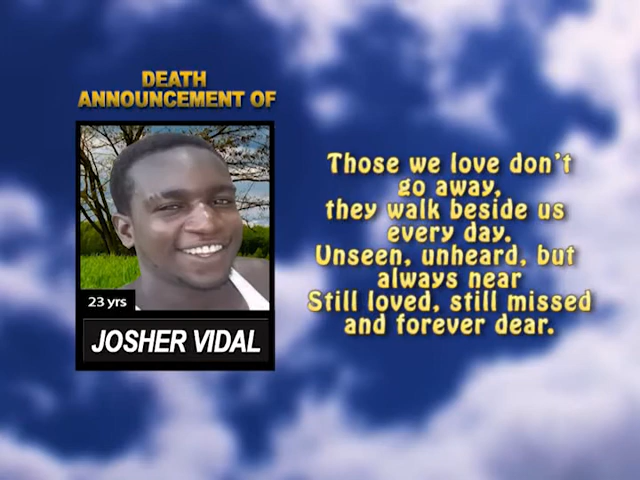 DEATH
ANNOUNCEMENT OF
23 yrs
JOSHER VIDAL
Those we love don't
go away,
they walk beside us
every day.
Unseen, unheard, but
always near
Still loved, still missed
and forever dear.